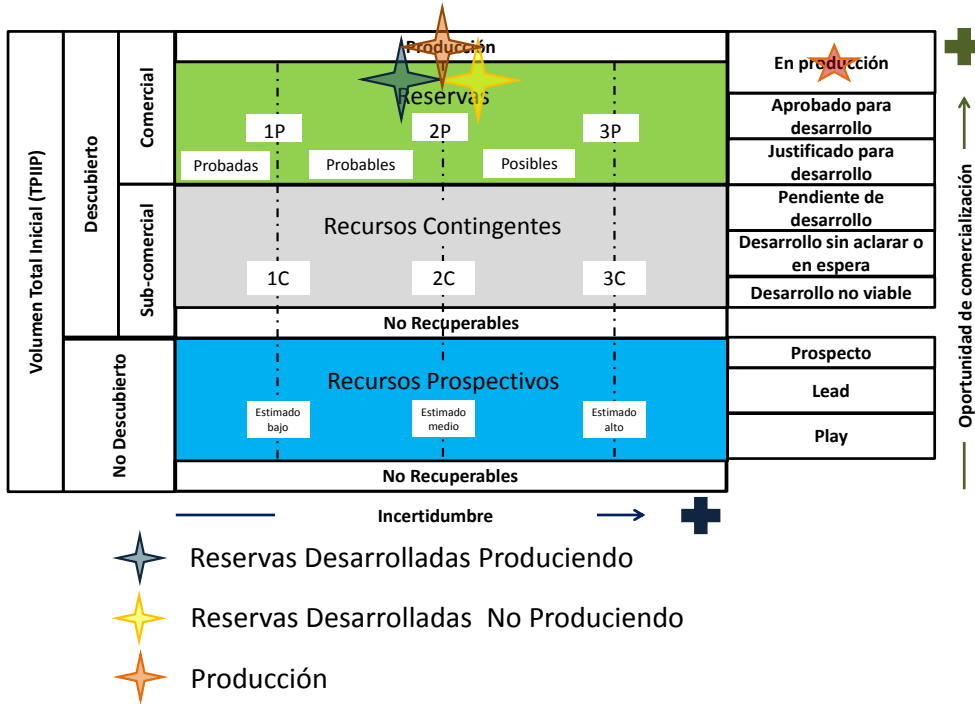 Volumen Total Inicial (TPIIP)
Descubierto
No Descubierto
Comercial
Sub-comercial
Producción
Reservas
1P
2P
3P
Probadas
Probables
Posibles
Recursos Contingentes
1C
2C
3C
No Recuperables
Recursos Prospectivos
Estimado
bajo
Estimado
medio
Estimado
alto
No Recuperables
En producción
Aprobado para
desarrollo
Justificado para
desarrollo
Pendiente de
desarrollo
Desarrollo sin aclarar o
en espera
Desarrollo no viable
Prospecto
Lead
Play
Oportunidad de comercialización
Incertidumbre
Reservas Desarrolladas Produciendo
Reservas Desarrolladas No Produciendo
Producción